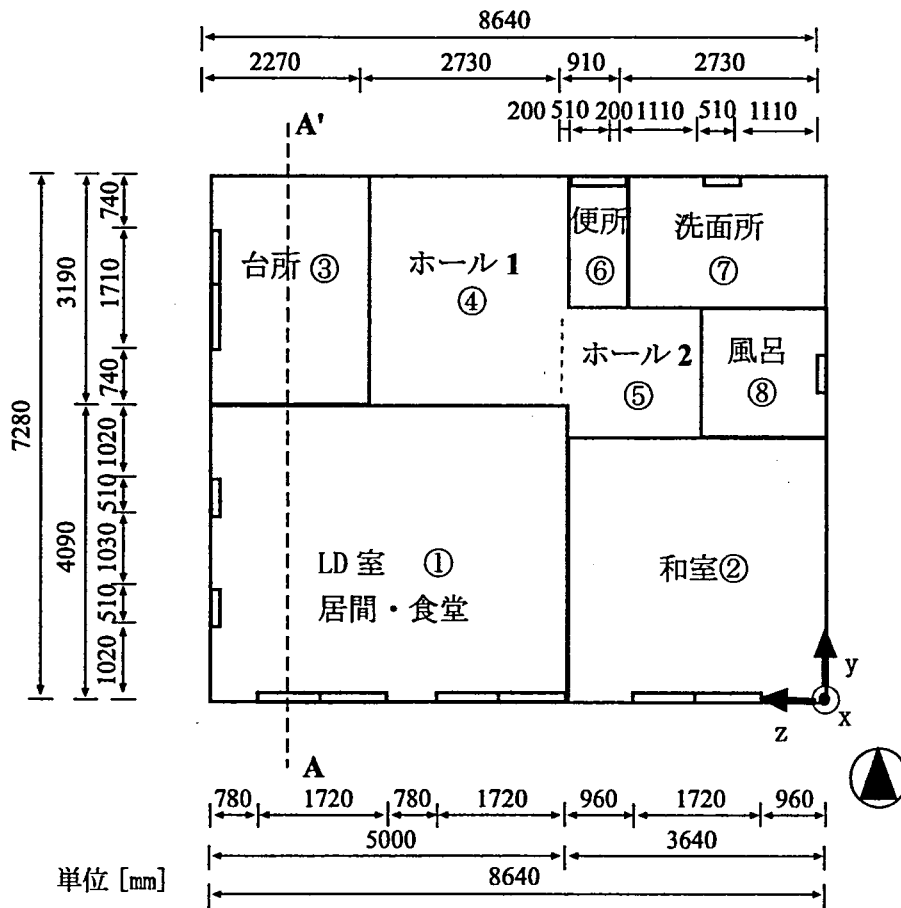 8640
2270 2730 910 2730
200 510 200 1110 510 1110
A'
740
1710
740
3190
7280
1020
510
1030
510
1020
4090
台所 ③
ホール 1
④
便所
⑥
洗面所
⑦
ホール 2
⑤
風呂
⑧
LD 室 ①
居間・食堂
和室②
y
x
z
A
780 1720 780 1720 960 1720 960
5000 3640
8640
単位 [mm]